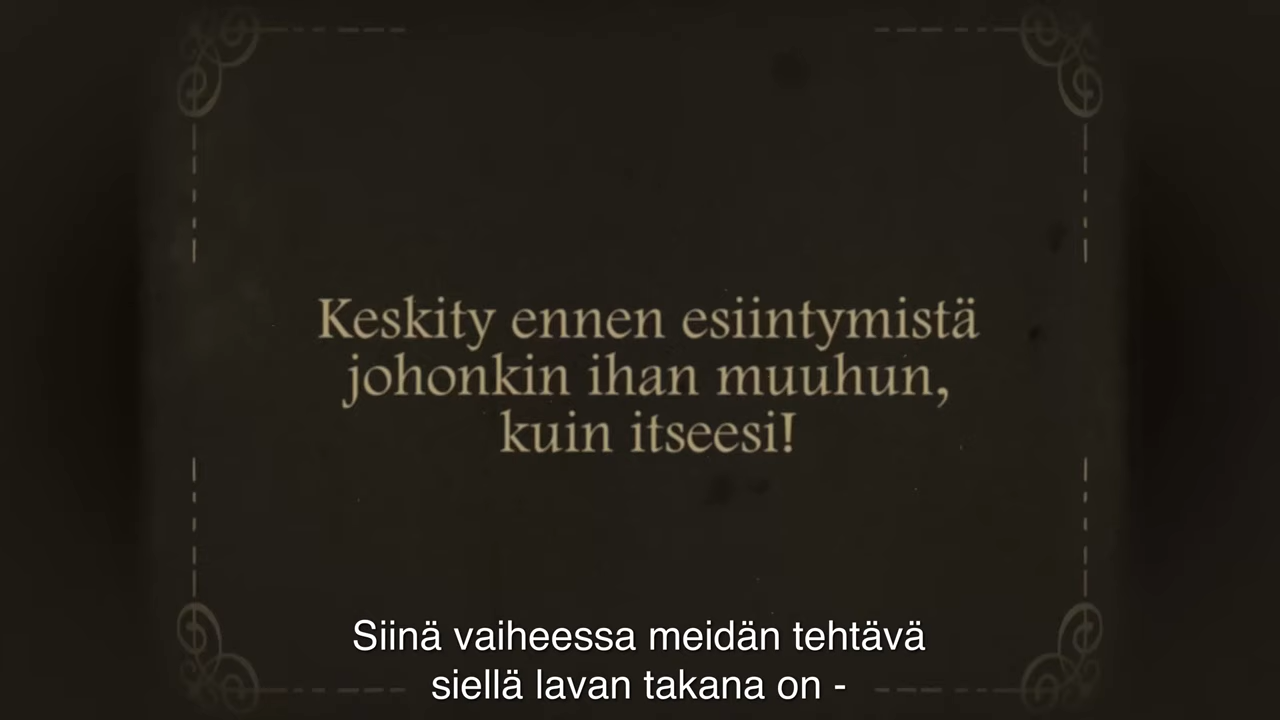 Keskity ennen esiintymistä
johonkin ihan muuhun,
kuin itseesi!
Siinä vaiheessa meidän tehtävä
siellä lavan takana on -